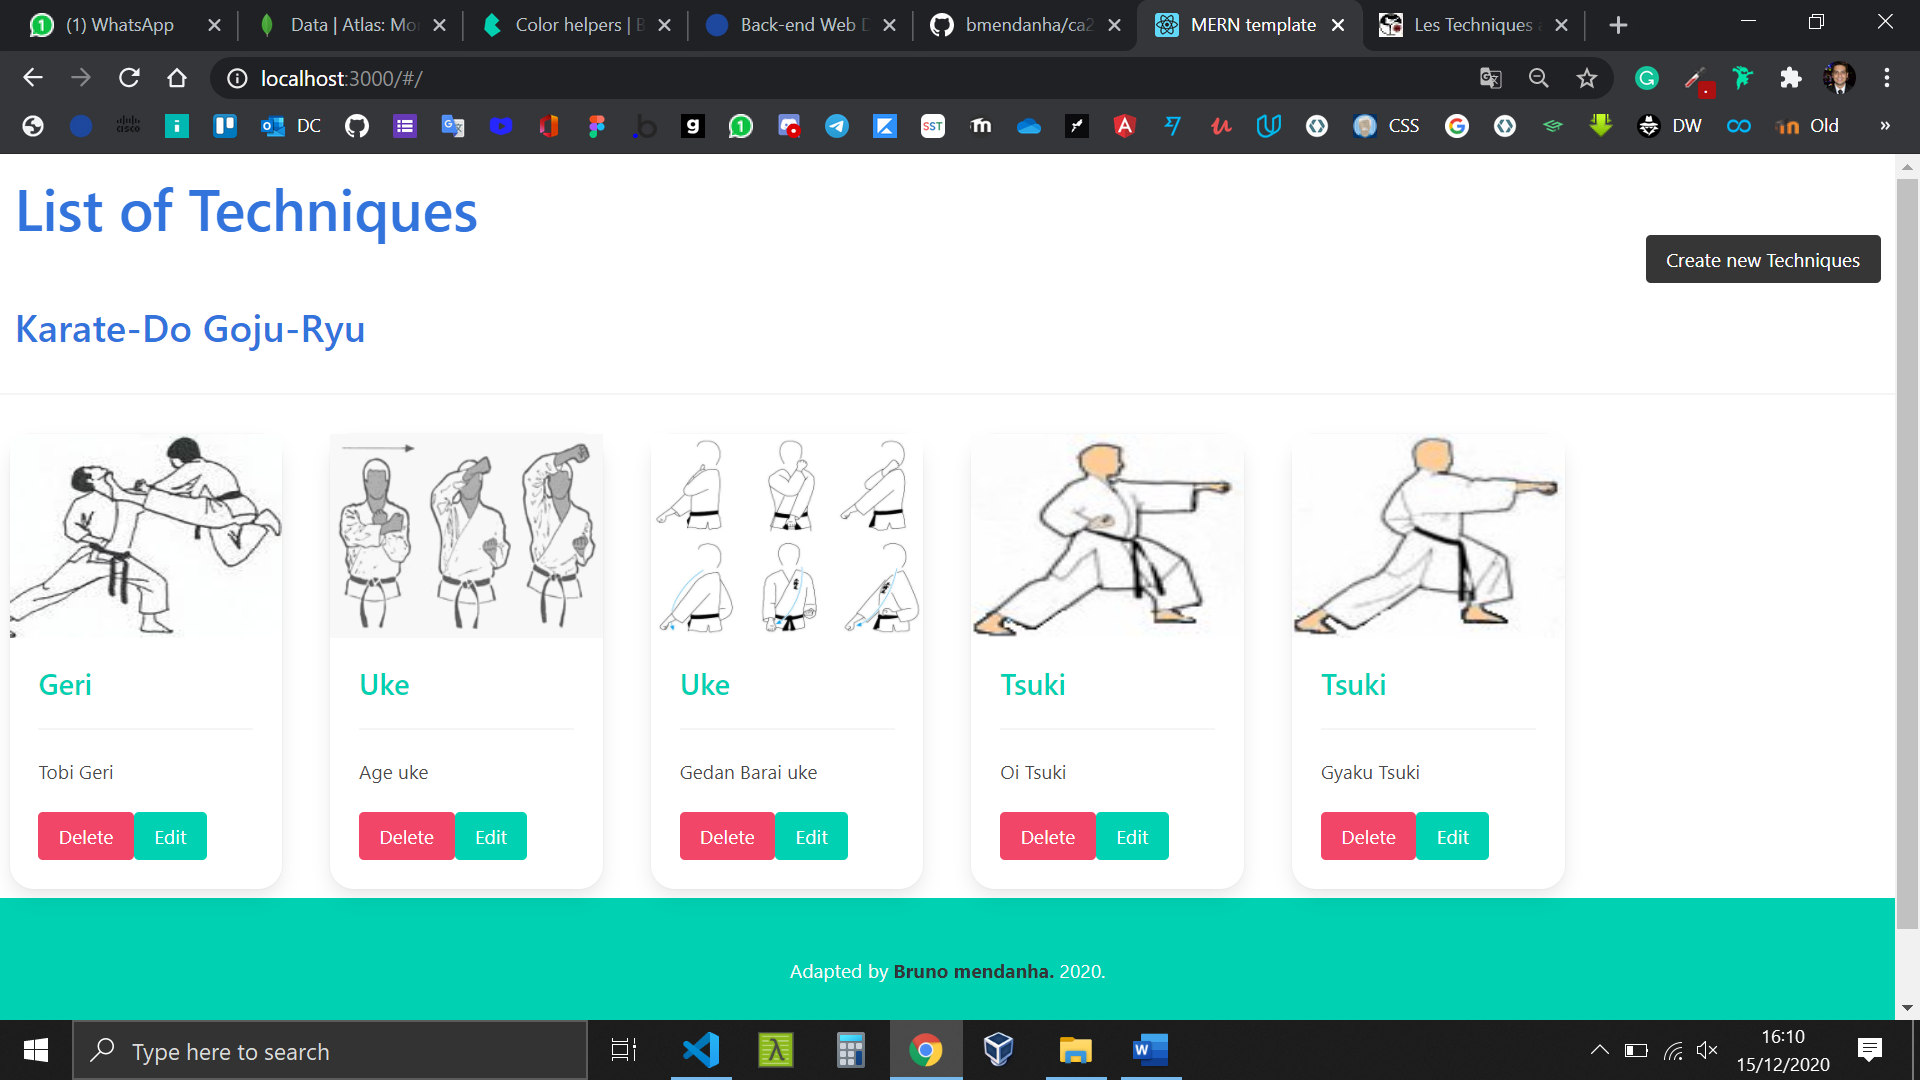 (1) WhatsApp
Data | Atlas: Mo
Color helpers | B
Back-end Web D
bmendanha/ca2
MERN template
Les Techniques a
localhost:3000/#/
cisco
DC
SST
CSS
DW
Old
»
List of Techniques
Create new Techniques
Karate-Do Goju-Ryu
Geri
Uke
Uke
Tsuki
Tsuki
Tobi Geri
Age uke
Gedan Barai uke
Oi Tsuki
Gyaku Tsuki
Delete Edit
Delete Edit
Delete Edit
Delete Edit
Delete Edit
Adapted by Bruno mendanha. 2020.
Type here to search
16:10
15/12/2020